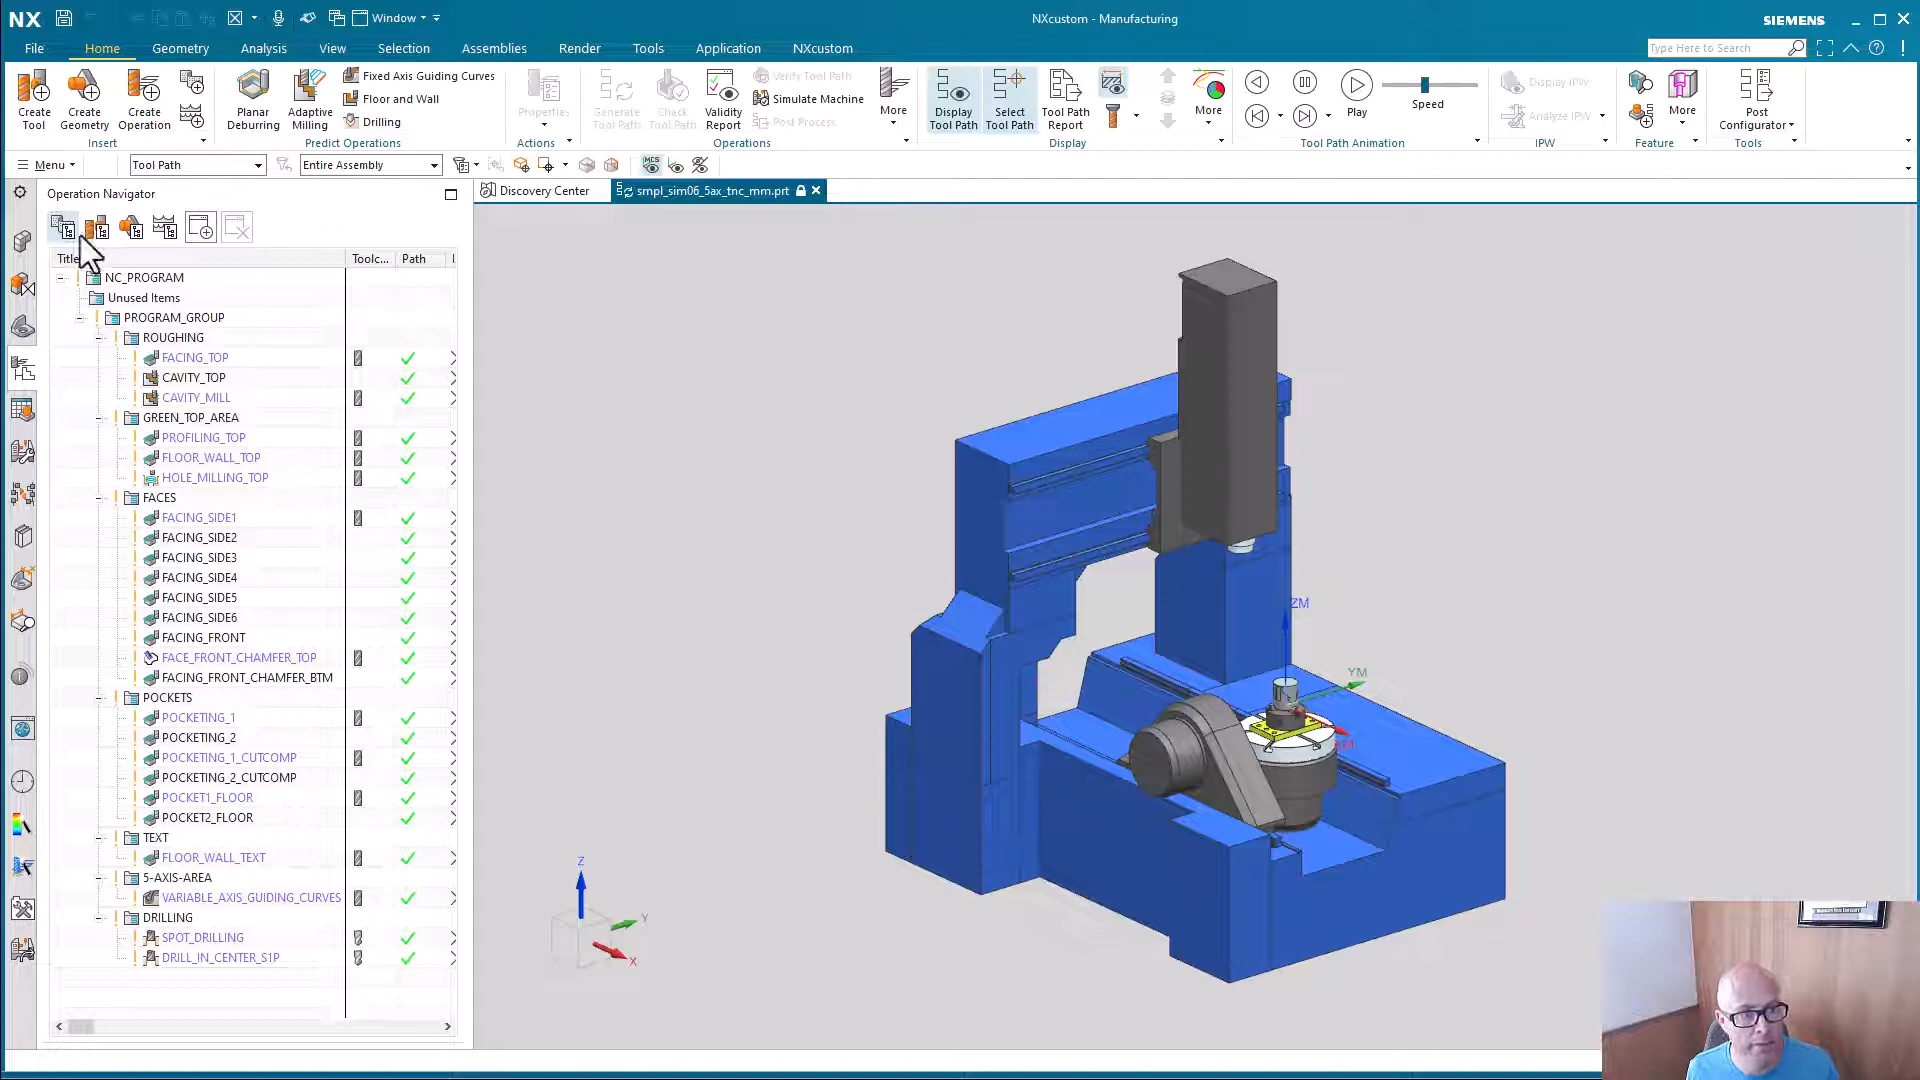 NX
Window
NXcustom - Manufacturing
SIEMENS
File
Home
Geometry
Analysis
View
Selection
Assemblies
Render
Tools
Application
NXcustom
Type Here to Search
Create Tool
Create Geometry
Create Operation
Insert
Planar Deburring
Adaptive Milling
Fixed Axis Guiding Curves
Floor and Wall
Drilling
Predict Operations
Properties
Actions
Generate Tool Path
Check Tool Path
Validity Report
Verify Tool Path
Simulate Machine
Post Process
More
Operations
Display Tool Path
Select Tool Path
Tool Path Report
More
Display
Play
Speed
Tool Path Animation
Display IPW
Analyze IPW
IPW
More
Feature
Post Configurator
Tools
Menu
Tool Path
Entire Assembly
MCS
Operation Navigator
Discovery Center
smpl_sim06_5ax_tnc_mm.prt
Title
Toolc...
Path
NC_PROGRAM
Unused Items
PROGRAM_GROUP
ROUGHING
FACING_TOP
CAVITY_TOP
CAVITY_MILL
GREEN_TOP_AREA
PROFILING_TOP
FLOOR_WALL_TOP
HOLE_MILLING_TOP
FACES
FACING_SIDE1
FACING_SIDE2
FACING_SIDE3
FACING_SIDE4
FACING_SIDE5
FACING_SIDE6
FACING_FRONT
FACE_FRONT_CHAMFER_TOP
FACING_FRONT_CHAMFER_BTM
POCKETS
POCKETING_1
POCKETING_2
POCKETING_1_CUTCOMP
POCKETING_2_CUTCOMP
POCKET1_FLOOR
POCKET2_FLOOR
TEXT
FLOOR_WALL_TEXT
5-AXIS-AREA
VARIABLE_AXIS_GUIDING_CURVES
DRILLING
SPOT_DRILLING
DRILL_IN_CENTER_S1P
ZM
YM
Z
Y
X